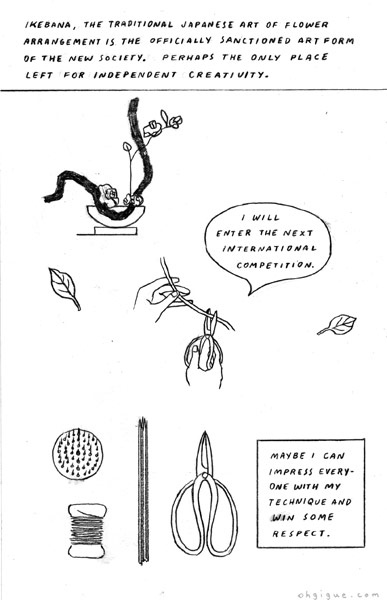 IKEBANA, THE TRADITIONAL JAPANESE ART OF FLOWER
ARRANGEMENT IS THE OFFICIALLY SANCTIONED ART FORM
OF THE NEW SOCIETY. PERHAPS THE ONLY PLACE
LEFT FOR INDEPENDENT CREATIVITY.
I WILL
ENTER THE NEXT
INTERNATIONAL
COMPETITION.
MAYBE I CAN
IMPRESS EVERY-
ONE WITH MY
TECHNIQUE AND
WIN SOME
RESPECT.
ohgigue.com